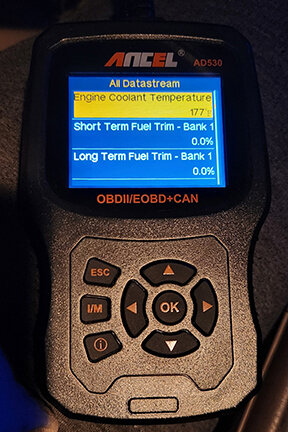 ANCEL®
AD530
All Datastream
Engine Coolant Temperature
177
Short Term Fuel Trim - Bank 1
0.0%
Long Term Fuel Trim - Bank 1
0.0%
OBDII/EOBD+CAN
ESC
I/M
OK
i